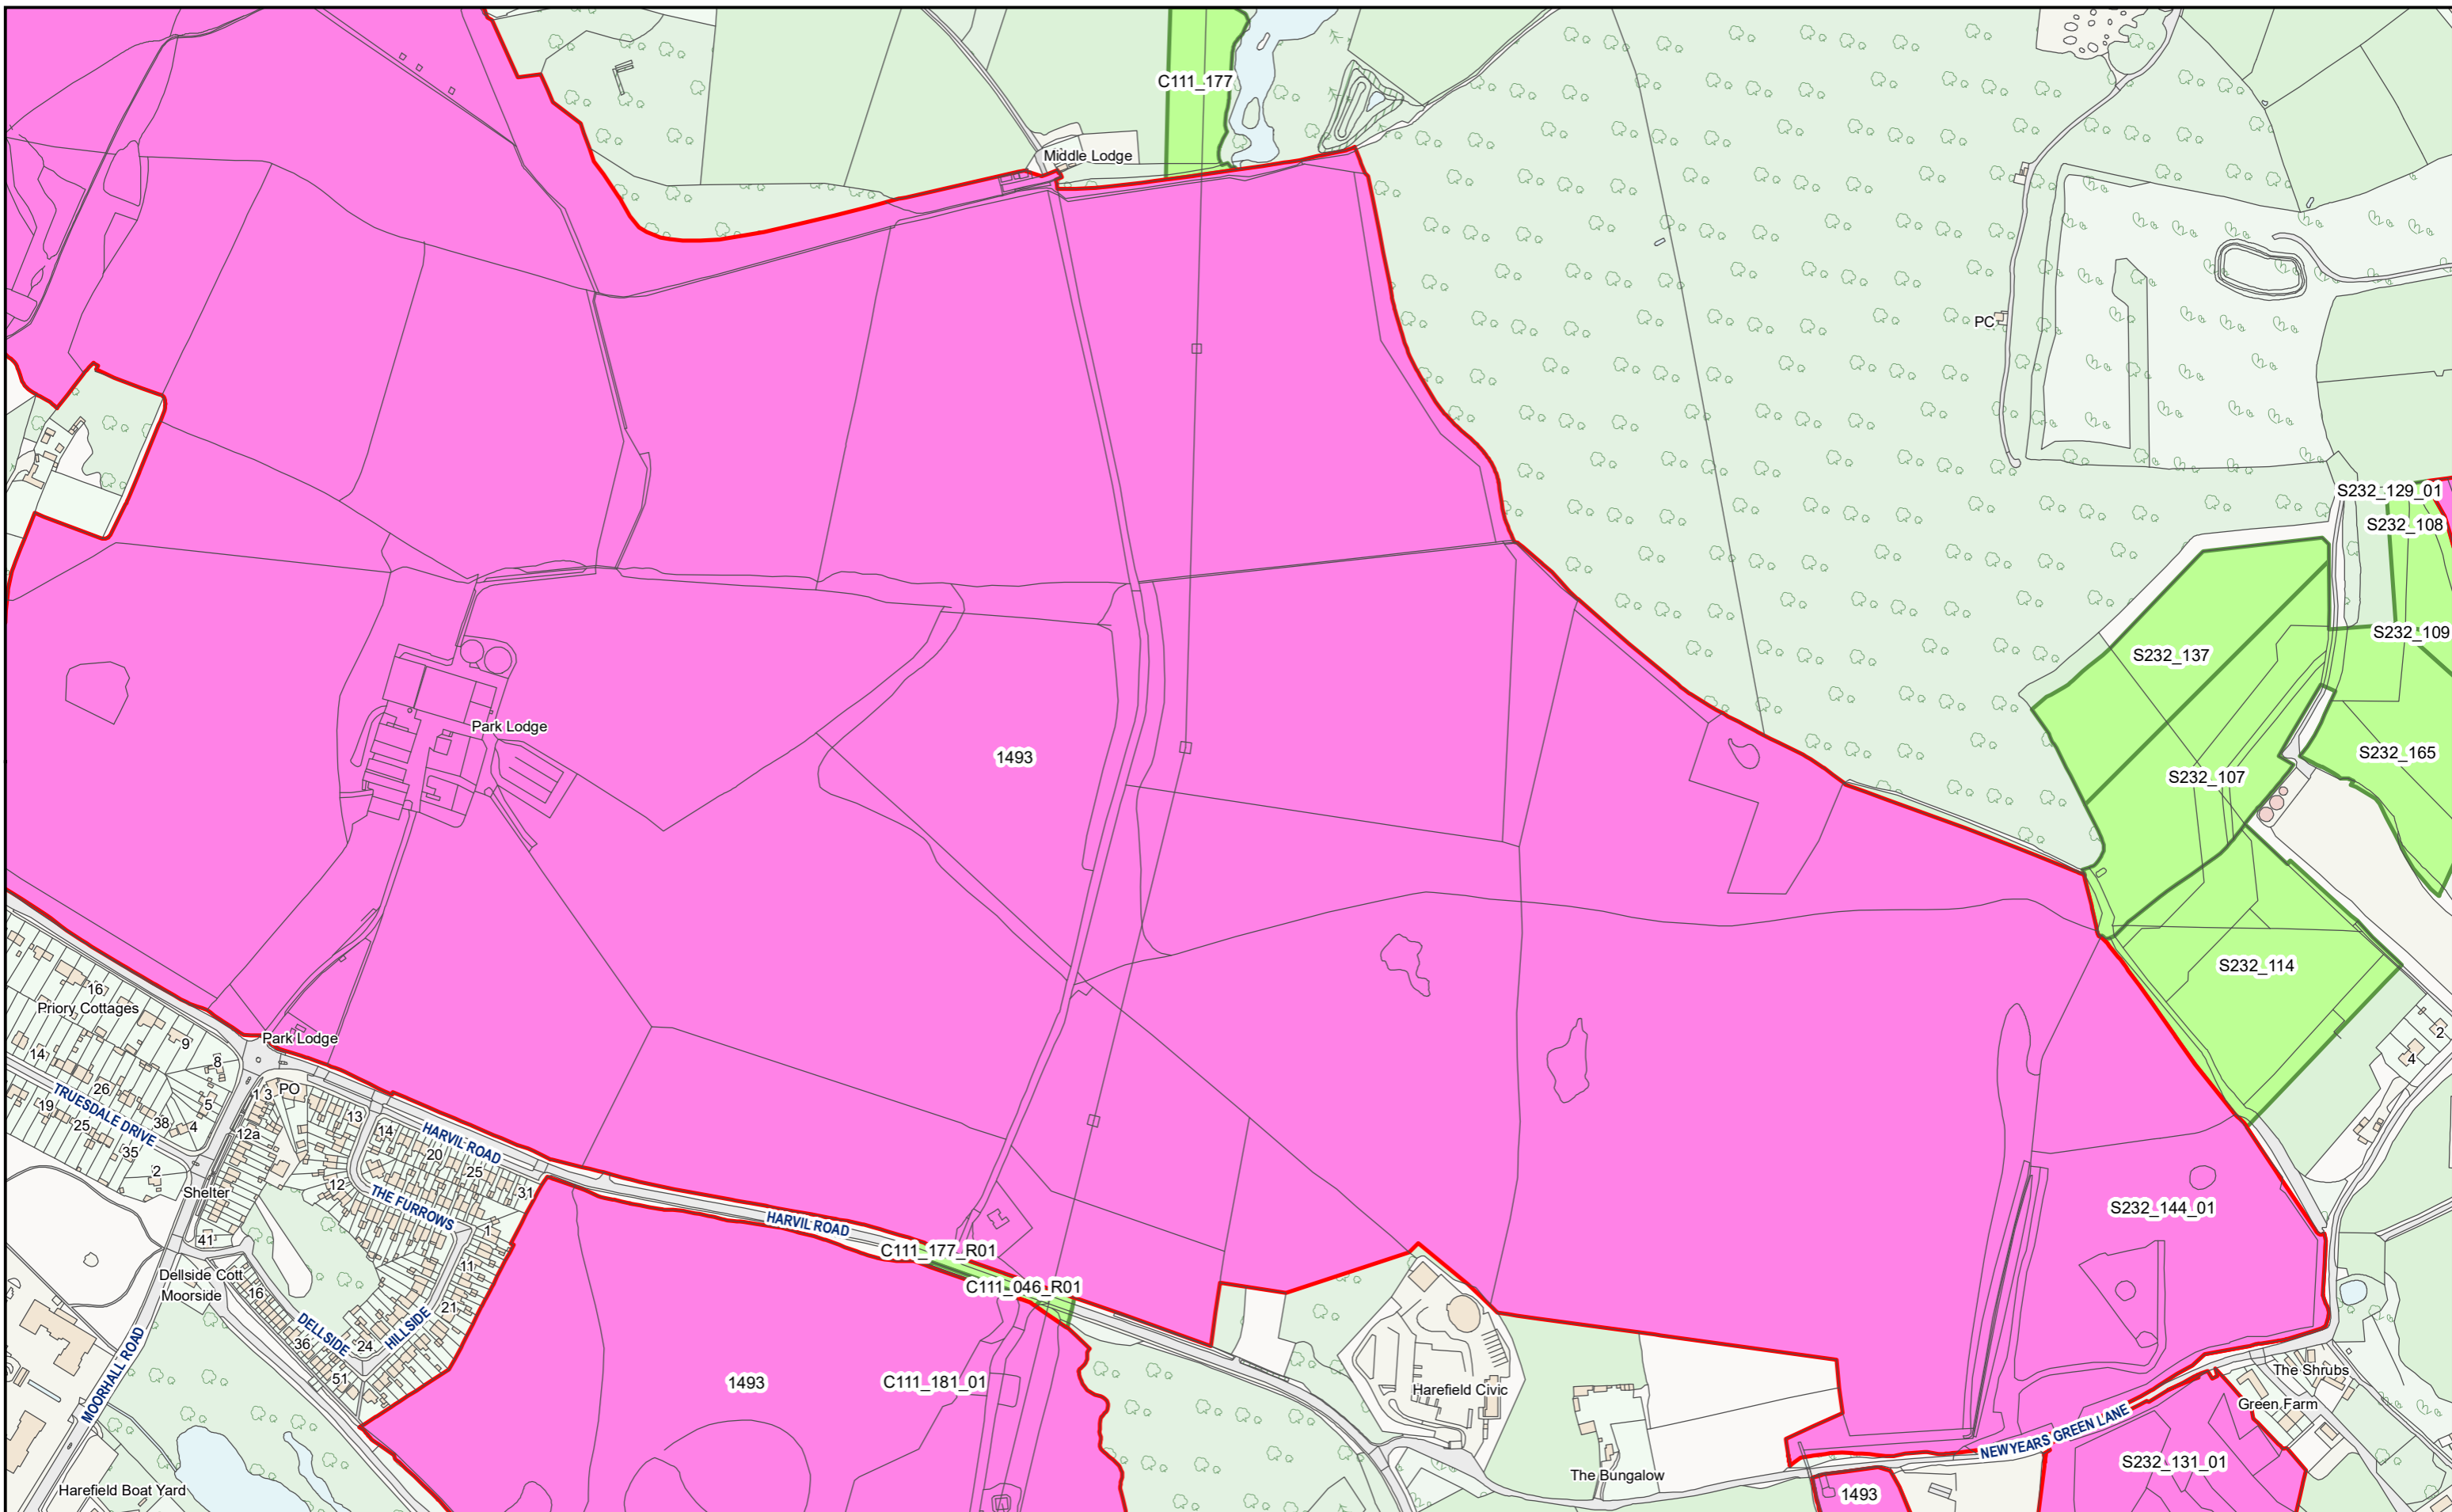 C111_177
Middle Lodge
PC
S232_129_01
S232_108
S232_109
S232_137
S232_165
S232_107
Park Lodge
1493
S232_114
16
Priory Cottages
9
8
14
26
5
19
25
38
4
35
2
TRUESDALE DRIVE
Park Lodge
PO
1
3
13
12a
14
HARVIL ROAD
20
25
31
12
THE FURROWS
1
11
21
Shelter
41
2
4
S232_144_01
HARVIL ROAD
C111_177_R01
C111_046_R01
Dellside Cott
Moorside
16
36
24
51
DELLSIDE
HILLSIDE
MOORHALL ROAD
1493
C111_181_01
Harefield Civic
The Shrubs
Green Farm
NEWYEARS GREEN LANE
S232_131_01
The Bungalow
1493
Harefield Boat Yard